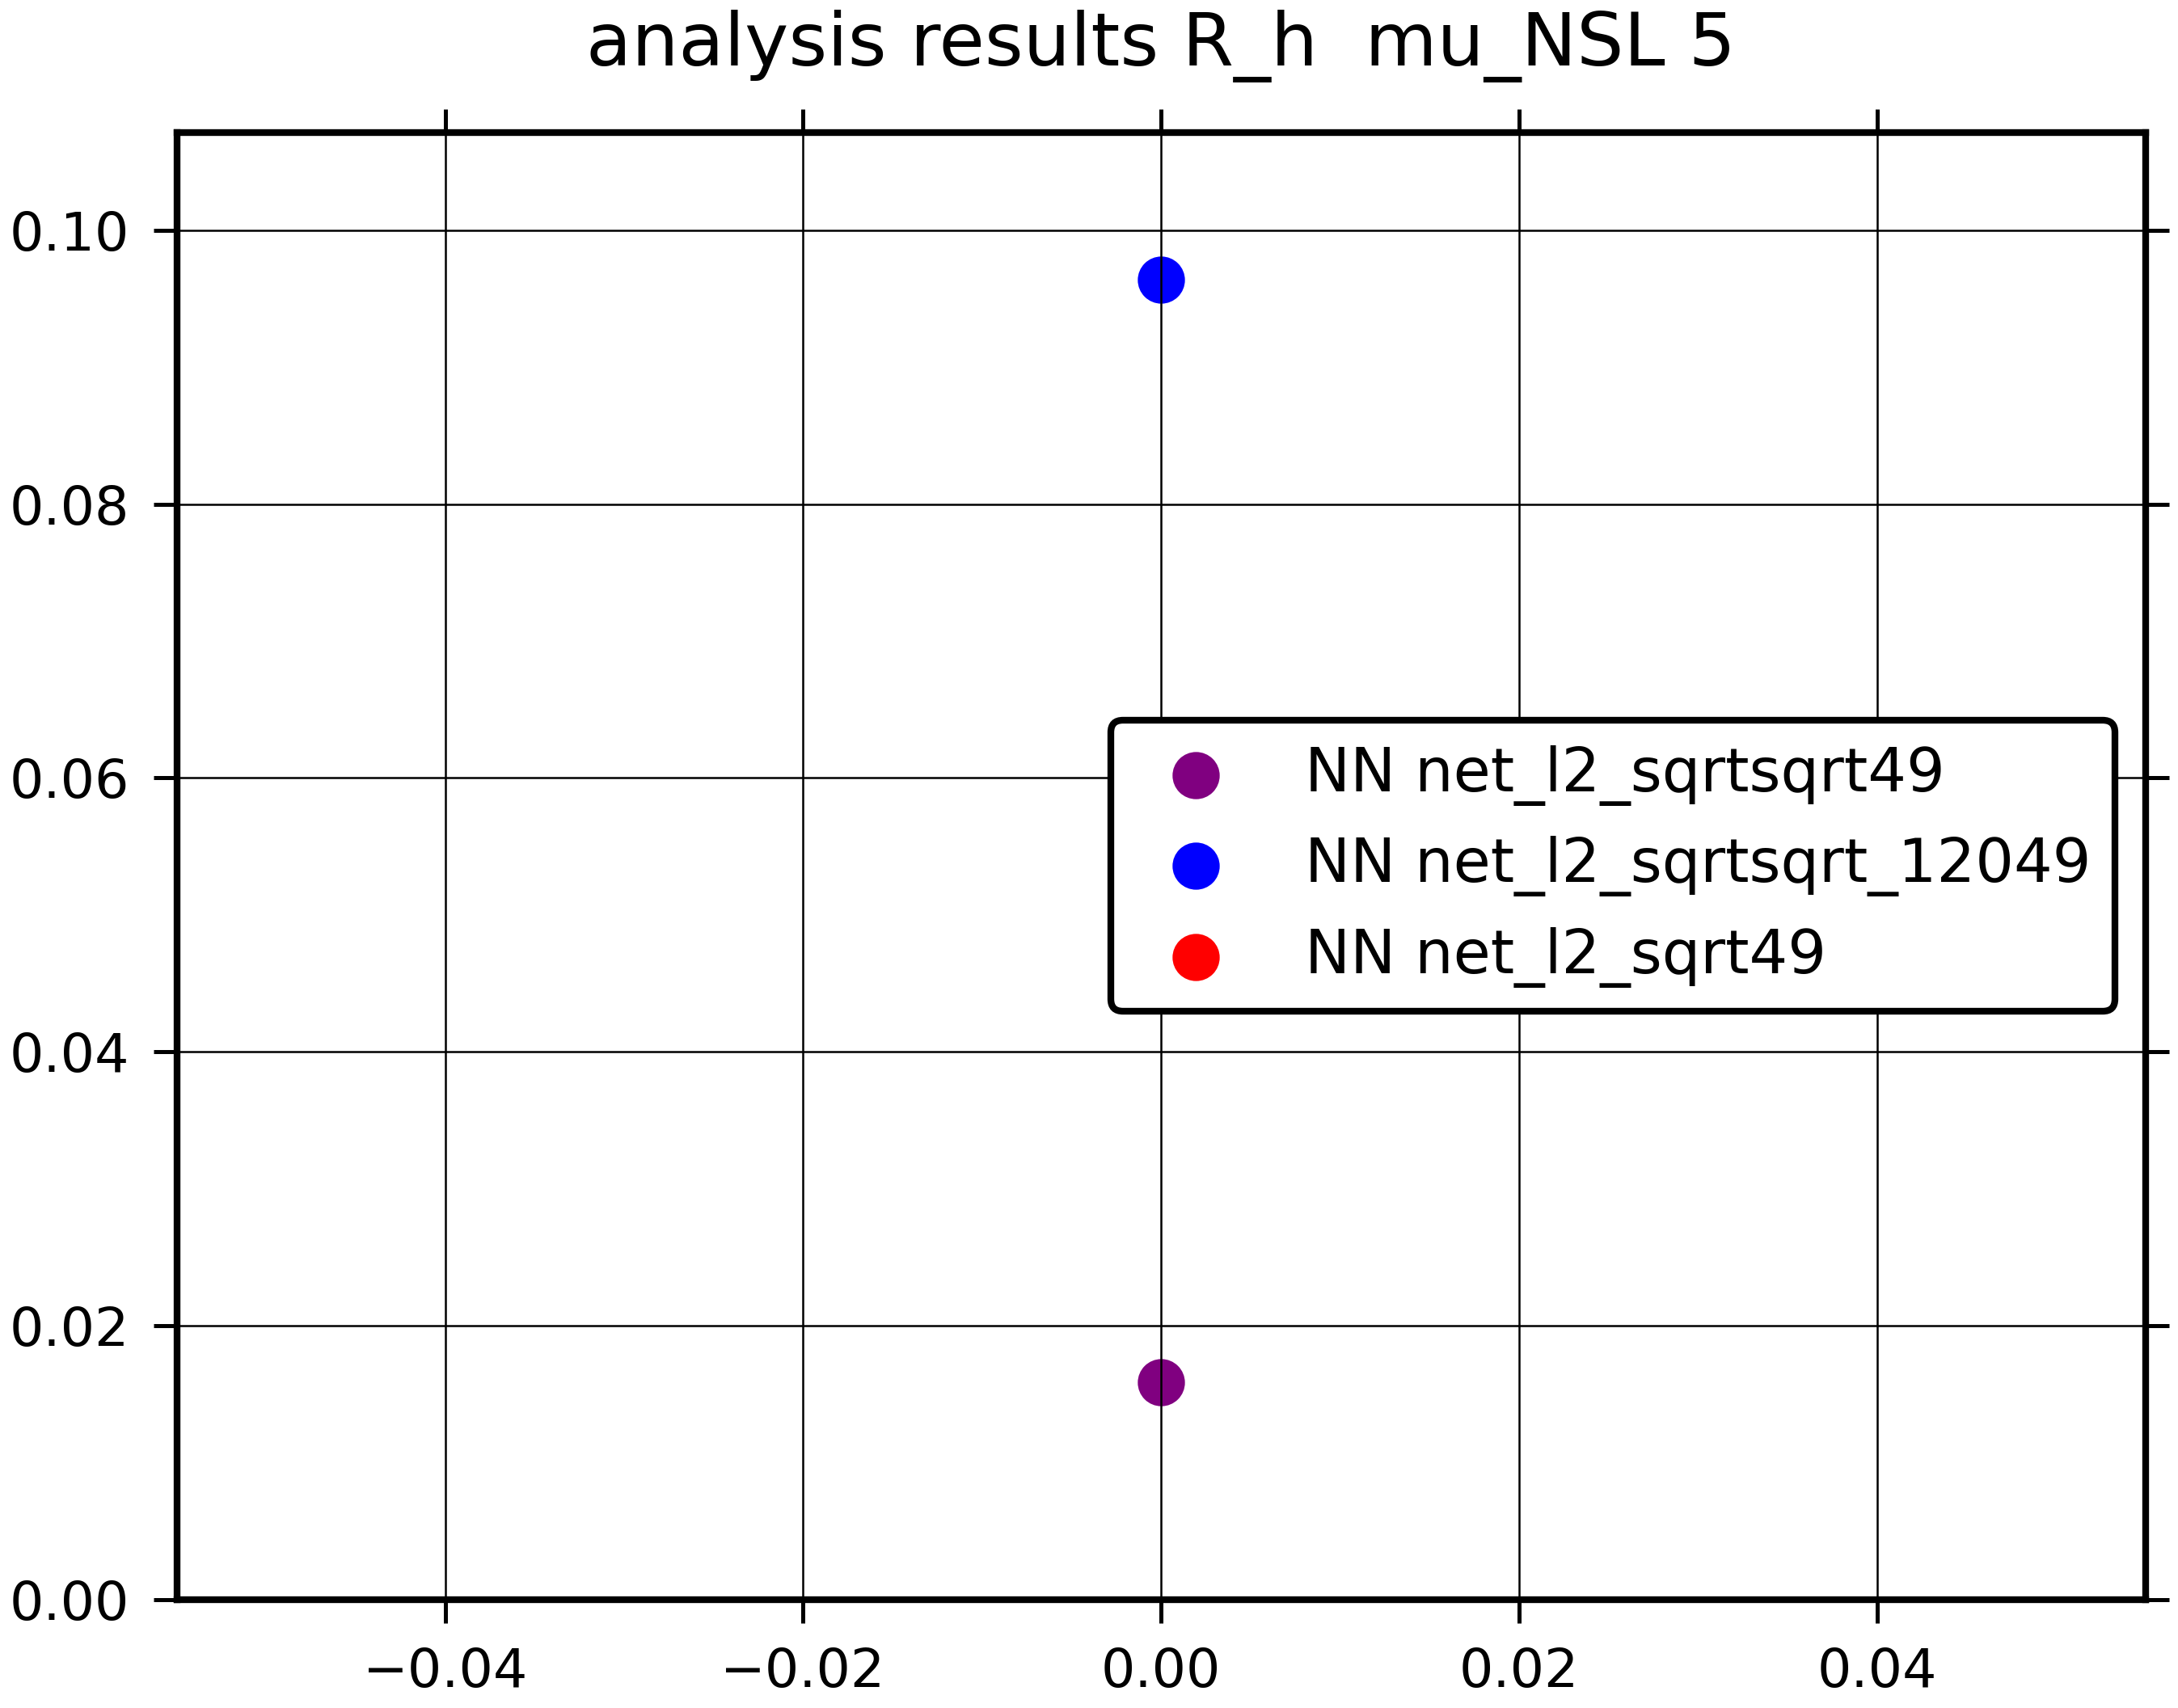 analysis results R_h  mu_NSL 5
0.10
0.08
0.06
0.04
0.02
0.00
NN net_l2_sqrtsqrt49
NN net_l2_sqrtsqrt_12049
NN net_l2_sqrt49
−0.04 −0.02 0.00 0.02 0.04